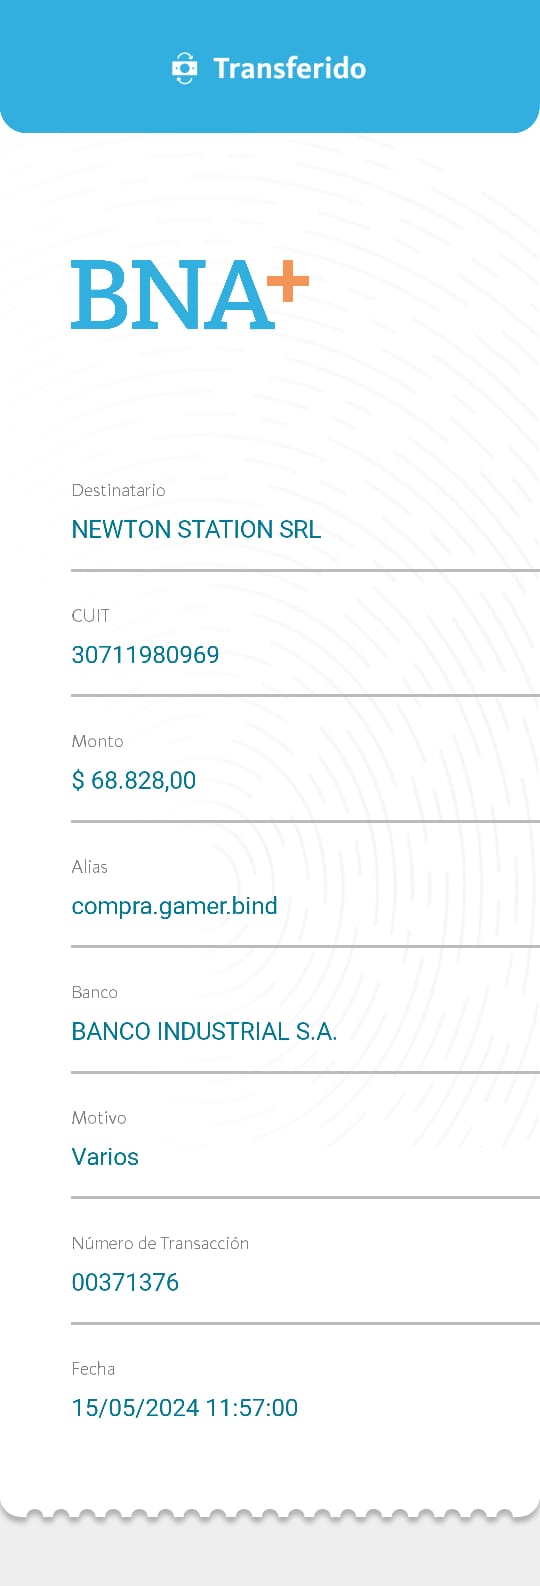 Transferido
BNA+
Destinatario
NEWTON STATION SRL
CUIT
30711980969
Monto
$ 68.828,00
Alias
compra.gamer.bind
Banco
BANCO INDUSTRIAL S.A.
Motivo
Varios
Número de Transacción
00371376
Fecha
15/05/2024 11:57:00